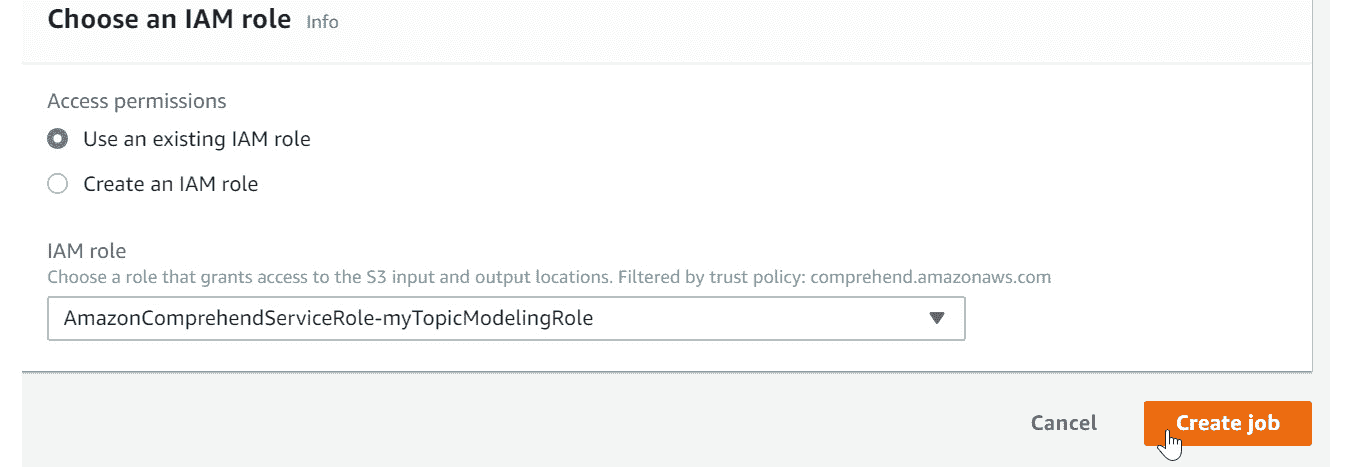 Choose an IAM role Info
Access permissions
Use an existing IAM role
Create an IAM role
IAM role
Choose a role that grants access to the S3 input and output locations. Filtered by trust policy: comprehend.amazonaws.com
AmazonComprehendServiceRole-myTopicModelingRole
Cancel Create job